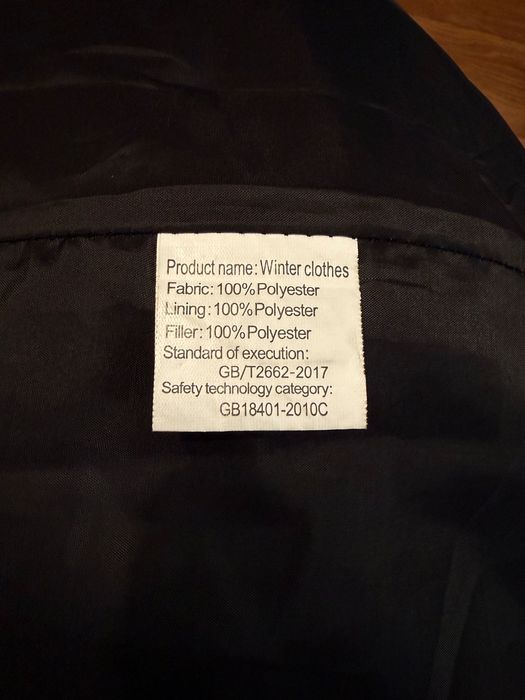 Product name: Winter clothes
Fabric: 100%Polyester
Lining: 100%Polyester
Filler: 100%Polyester
Standard of execution:
GB/T2662-2017
Safety technology category:
GB18401-2010C